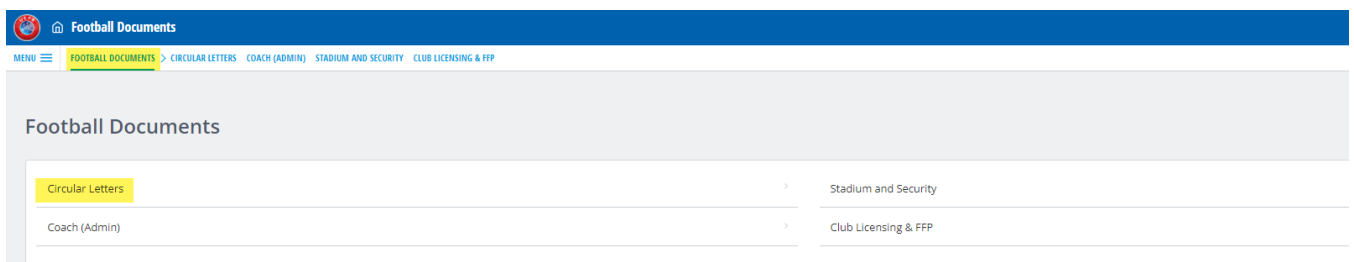 Football Documents
MENU FOOTBALL DOCUMENTS > CIRCULAR LETTERS COACH (ADMIN) STADIUM AND SECURITY CLUB LICENSING & FFP
Football Documents
Circular Letters > Stadium and Security
Coach (Admin) > Club Licensing & FFP